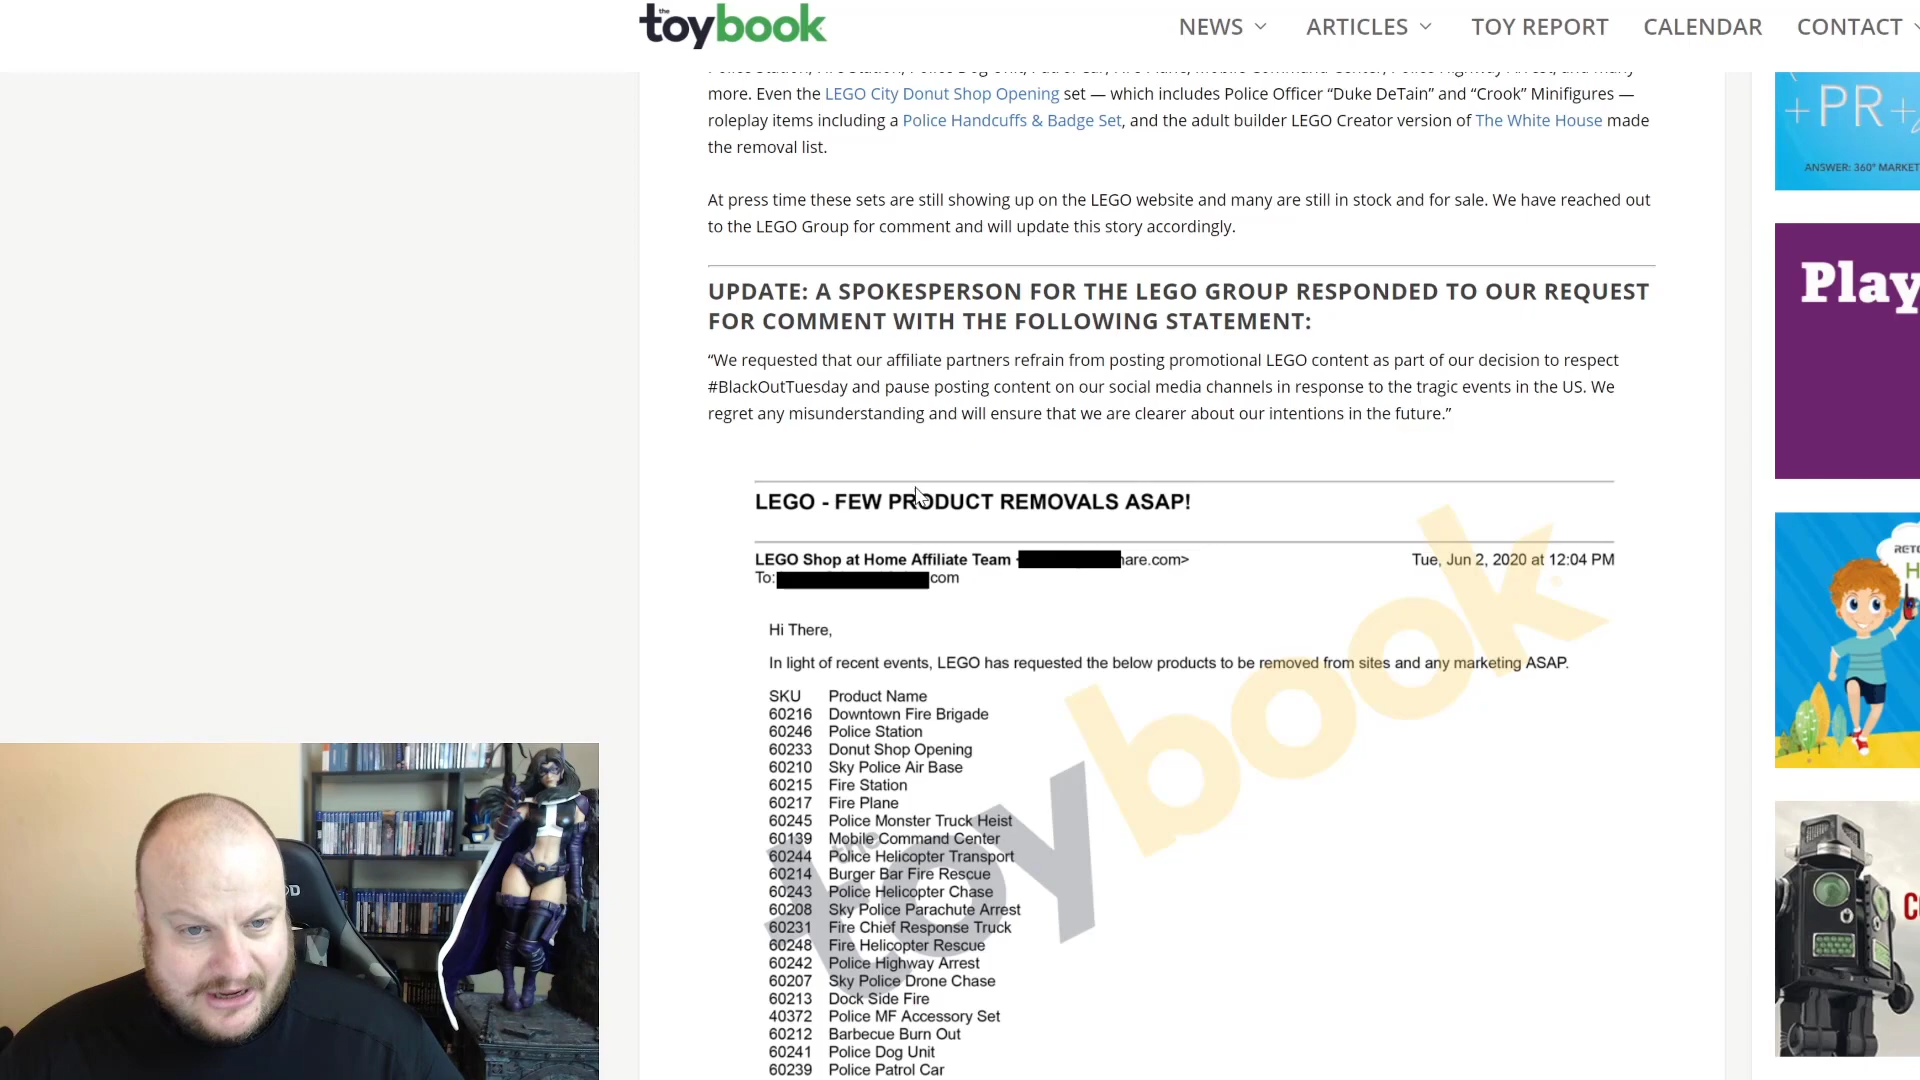 the toybook
NEWS ARTICLES TOY REPORT CALENDAR CONTACT
more. Even the LEGO City Donut Shop Opening set — which includes Police Officer “Duke DeTain” and “Crook” Minifigures —
roleplay items including a Police Handcuffs & Badge Set, and the adult builder LEGO Creator version of The White House made
the removal list.
At press time these sets are still showing up on the LEGO website and many are still in stock and for sale. We have reached out
to the LEGO Group for comment and will update this story accordingly.
UPDATE: A SPOKESPERSON FOR THE LEGO GROUP RESPONDED TO OUR REQUEST
FOR COMMENT WITH THE FOLLOWING STATEMENT:
“We requested that our affiliate partners refrain from posting promotional LEGO content as part of our decision to respect
#BlackOutTuesday and pause posting content on our social media channels in response to the tragic events in the US. We
regret any misunderstanding and will ensure that we are clearer about our intentions in the future.”
LEGO - FEW PRODUCT REMOVALS ASAP!
LEGO Shop at Home Affiliate Team hare.com> Tue, Jun 2, 2020 at 12:04 PM
To: com
Hi There,
In light of recent events, LEGO has requested the below products to be removed from sites and any marketing ASAP.
SKU Product Name
60216 Downtown Fire Brigade
60246 Police Station
60233 Donut Shop Opening
60210 Sky Police Air Base
60215 Fire Station
60217 Fire Plane
60245 Police Monster Truck Heist
60139 Mobile Command Center
60244 Police Helicopter Transport
60214 Burger Bar Fire Rescue
60243 Police Helicopter Chase
60208 Sky Police Parachute Arrest
60231 Fire Chief Response Truck
60248 Fire Helicopter Rescue
60242 Police Highway Arrest
60207 Sky Police Drone Chase
60213 Dock Side Fire
40372 Police MF Accessory Set
60212 Barbecue Burn Out
60241 Police Dog Unit
60239 Police Patrol Car
the toybook
+PR+
ANSWER: 360° MARKET
Play